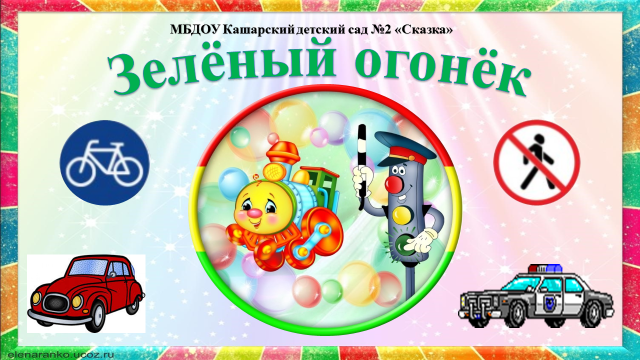 МБДОУ Кашарский детский сад №2 «Сказка»
Зелёный огонёк
elenaranko.ucoz.ru